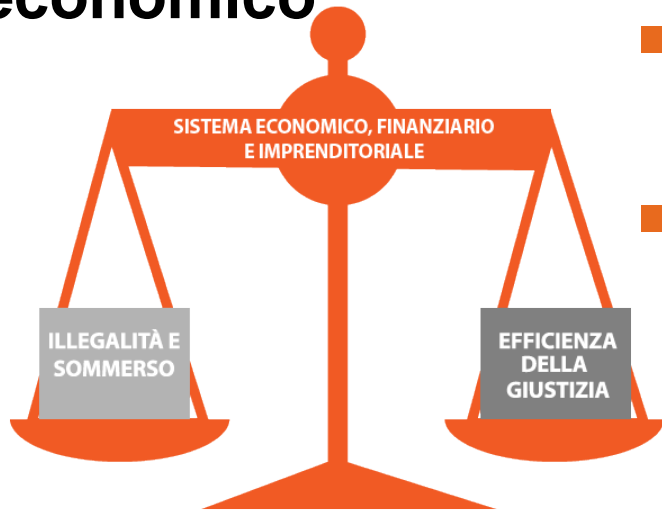 economico
SISTEMA ECONOMICO, FINANZIARIO
E IMPRENDITORIALE
ILLEGALITÀ E
SOMMERSO
EFFICIENZA
DELLA
GIUSTIZIA